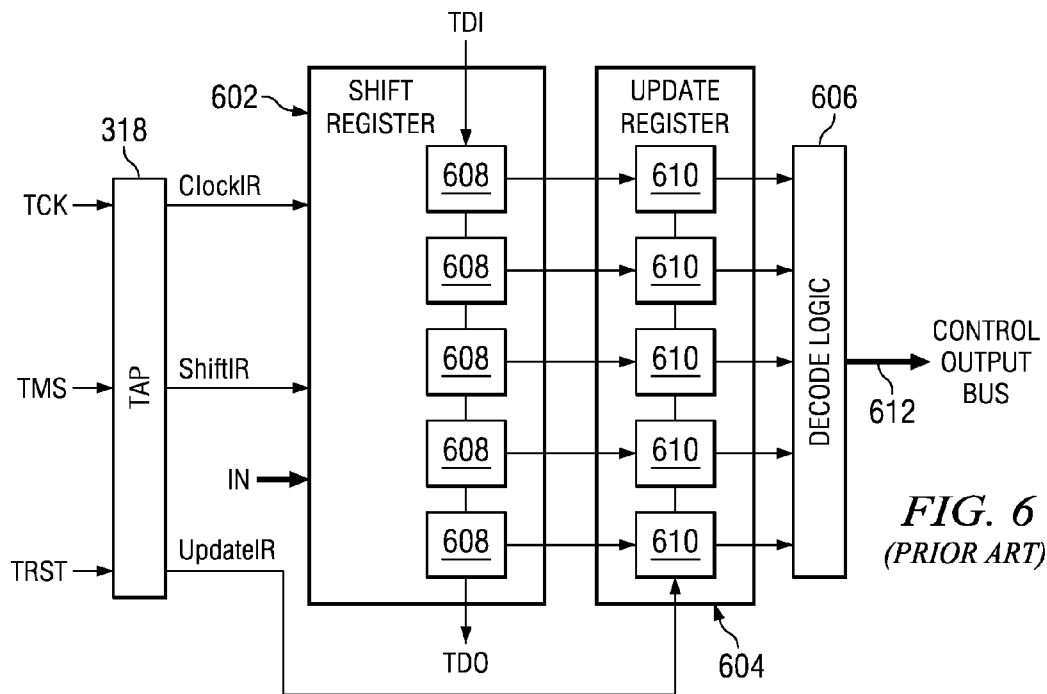 TDI
602
SHIFT
REGISTER
UPDATE
REGISTER
606
318
608
610
TCK
ClockIR
608
610
TMS
TAP
ShiftIR
608
610
DECODE LOGIC
CONTROL
OUTPUT
BUS
612
IN
608
610
FIG. 6
(PRIOR ART)
TRST
UpdateIR
608
610
TDO
604